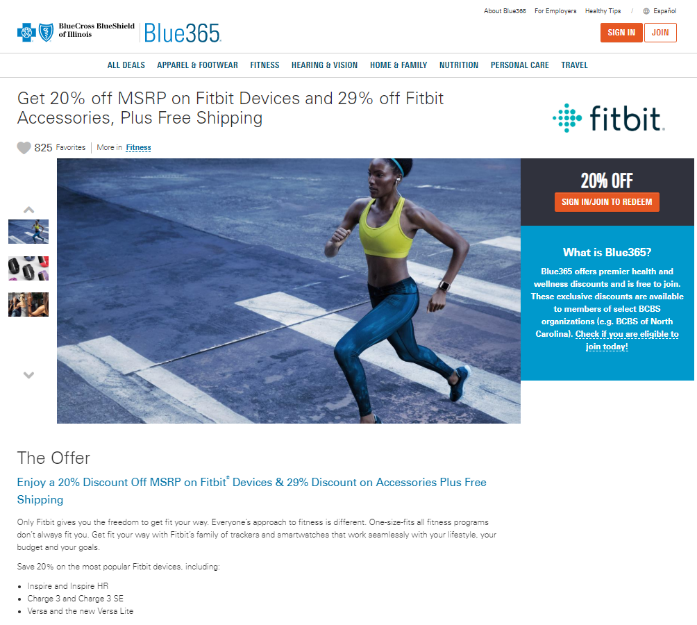 About Blue365 For Employers Healthy Tips / Español
BlueCross BlueShield
of Illinois
Blue365.
SIGN IN JOIN
ALL DEALS APPAREL & FOOTWEAR FITNESS HEARING & VISION HOME & FAMILY NUTRITION PERSONAL CARE TRAVEL
Get 20% off MSRP on Fitbit Devices and 29% off Fitbit
Accessories, Plus Free Shipping
fitbit.
825 Favorites | More in Fitness
20% OFF
SIGN IN/JOIN TO REDEEM
What is Blue365?
Blue365 offers premier health and
wellness discounts and is free to join.
These exclusive discounts are available
to members of select BCBS
organizations (e.g. BCBS of North
Carolina). Check if you are eligible to
join today!
The Offer
Enjoy a 20% Discount Off MSRP on Fitbit® Devices & 29% Discount on Accessories Plus Free
Shipping
Only Fitbit gives you the freedom to get fit your way. Everyone's approach to fitness is different. One-size-fits all fitness programs
don't always fit you. Get fit your way with Fitbit's family of trackers and smartwatches that work seamlessly with your lifestyle, your
budget and your goals.
Save 20% on the most popular Fitbit devices, including:
• Inspire and Inspire HR
• Charge 3 and Charge 3 SE
• Versa and the new Versa Lite